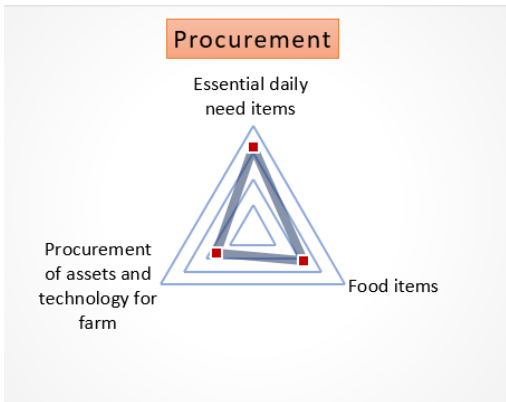 Procurement
Essential daily
need items
Procurement
of assets and
technology for
farm
Food items